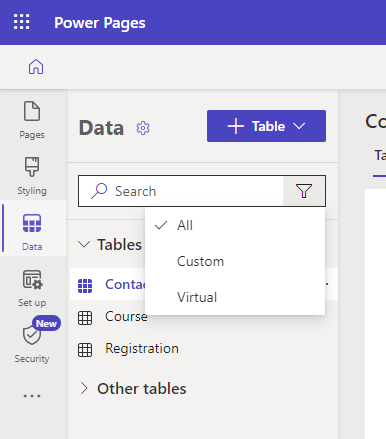 Power Pages
Co
Data
Table
Ta
Pages
Search
Styling
All
Tables
Custom
Data
Contac
Virtual
Set up
Course
New
Registration
Security
Other tables